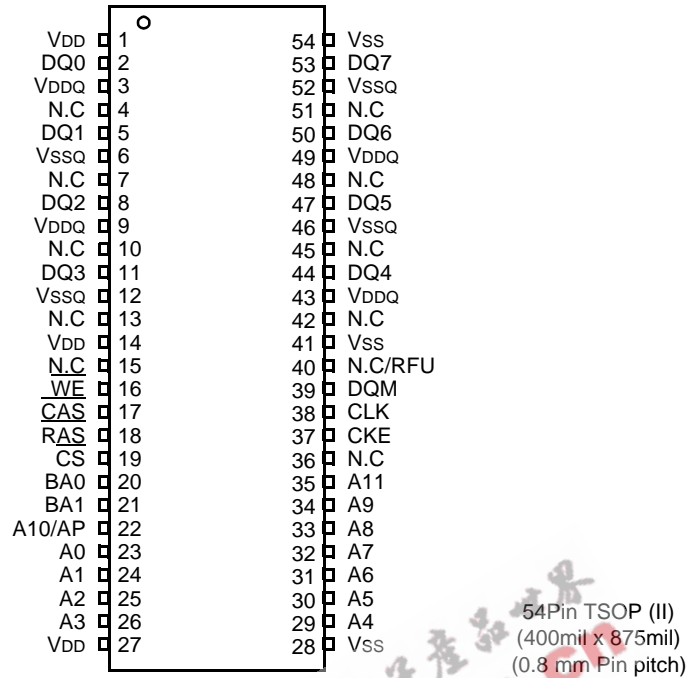 VDD 1 54 VSS
DQ0 2 53 DQ7
VDDQ 3 52 VSSQ
N.C 4 51 N.C
DQ1 5 50 DQ6
VSSQ 6 49 VDDQ
N.C 7 48 N.C
DQ2 8 47 DQ5
VDDQ 9 46 VSSQ
N.C 10 45 N.C
DQ3 11 44 DQ4
VSSQ 12 43 VDDQ
N.C 13 42 N.C
VDD 14 41 VSS
N.C 15 40 N.C/RFU
WE 16 39 DQM
CAS 17 38 CLK
RAS 18 37 CKE
CS 19 36 N.C
BA0 20 35 A11
BA1 21 34 A9
A10/AP 22 33 A8
A0 23 32 A7
A1 24 31 A6
A2 25 30 A5
A3 26 29 A4
VDD 27 28 VSS
54Pin TSOP (II)
(400mil x 875mil)
(0.8 mm Pin pitch)